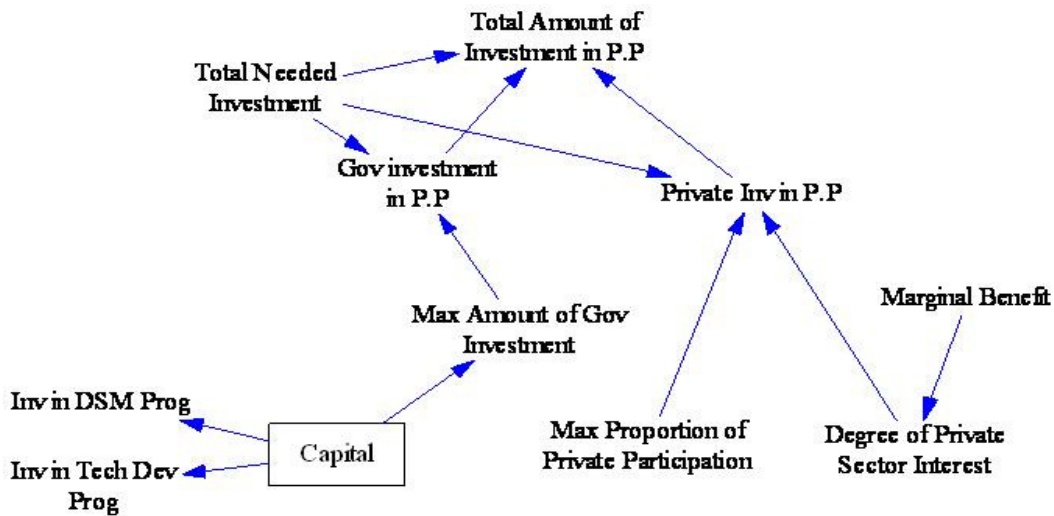 Total Amount of
Investment in P.P
Total Needed
Investment
Gov investment
in P.P
Private Inv in P.P
Marginal Benefit
Max Amount of Gov
Investment
Inv in DSM Prog
Capital
Inv in Tech Dev
Prog
Max Proportion of
Private Participation
Degree of Private
Sector Interest